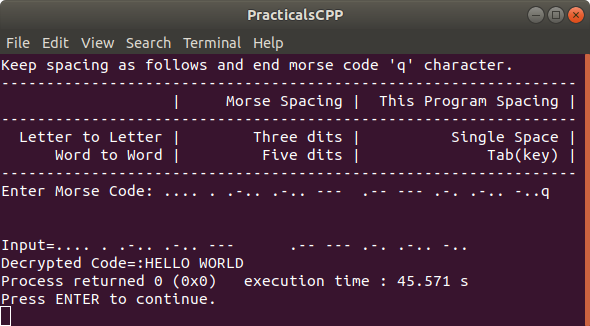 PracticalsCPP
File Edit View Search Terminal Help
Keep spacing as follows and end morse code 'q' character.
----------------------------------------------------------------
                   |     Morse Spacing |  This Program Spacing |
----------------------------------------------------------------
  Letter to Letter |        Three dits |          Single Space |
      Word to Word |         Five dits |              Tab(key) |
----------------------------------------------------------------
Enter Morse Code: .... . .-.. .-.. ---  .-- --- .-. .-.. -..q
Input=.... . .-.. .-.. ---      .-- --- .-. .-.. -..
Decrypted Code=:HELLO WORLD
Process returned 0 (0x0)   execution time : 45.571 s
Press ENTER to continue.